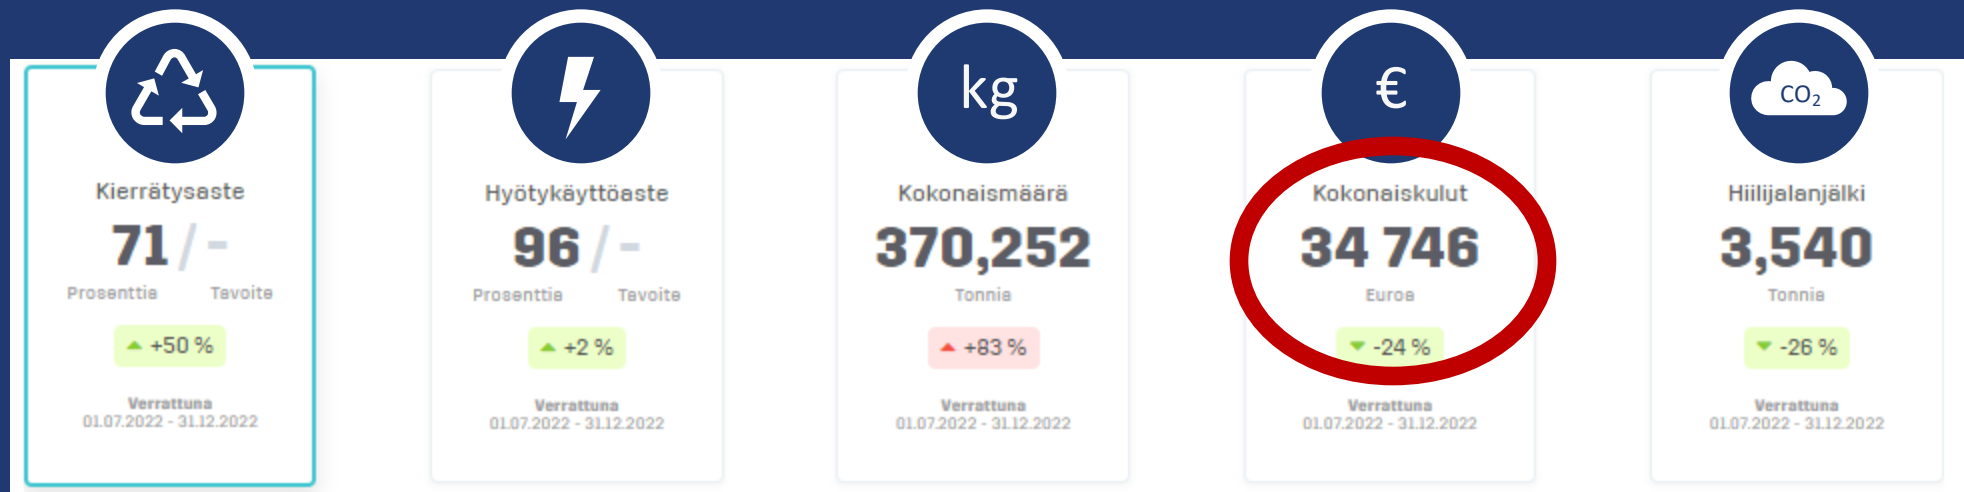 Kierrätysaste
71 / -
Prosenttia Tavoite
+50 %
Verrattuna
01.07.2022 - 31.12.2022
Hyötykäyttöaste
96 / -
Prosenttia Tavoite
+2 %
Verrattuna
01.07.2022 - 31.12.2022
kg
Kokonaismäärä
370,252
Tonnia
+83 %
Verrattuna
01.07.2022 - 31.12.2022
€
Kokonaiskulut
34 746
Euroa
-24 %
Verrattuna
01.07.2022 - 31.12.2022
CO₂
Hiilijalanjälki
3,540
Tonnia
-26 %
Verrattuna
01.07.2022 - 31.12.2022